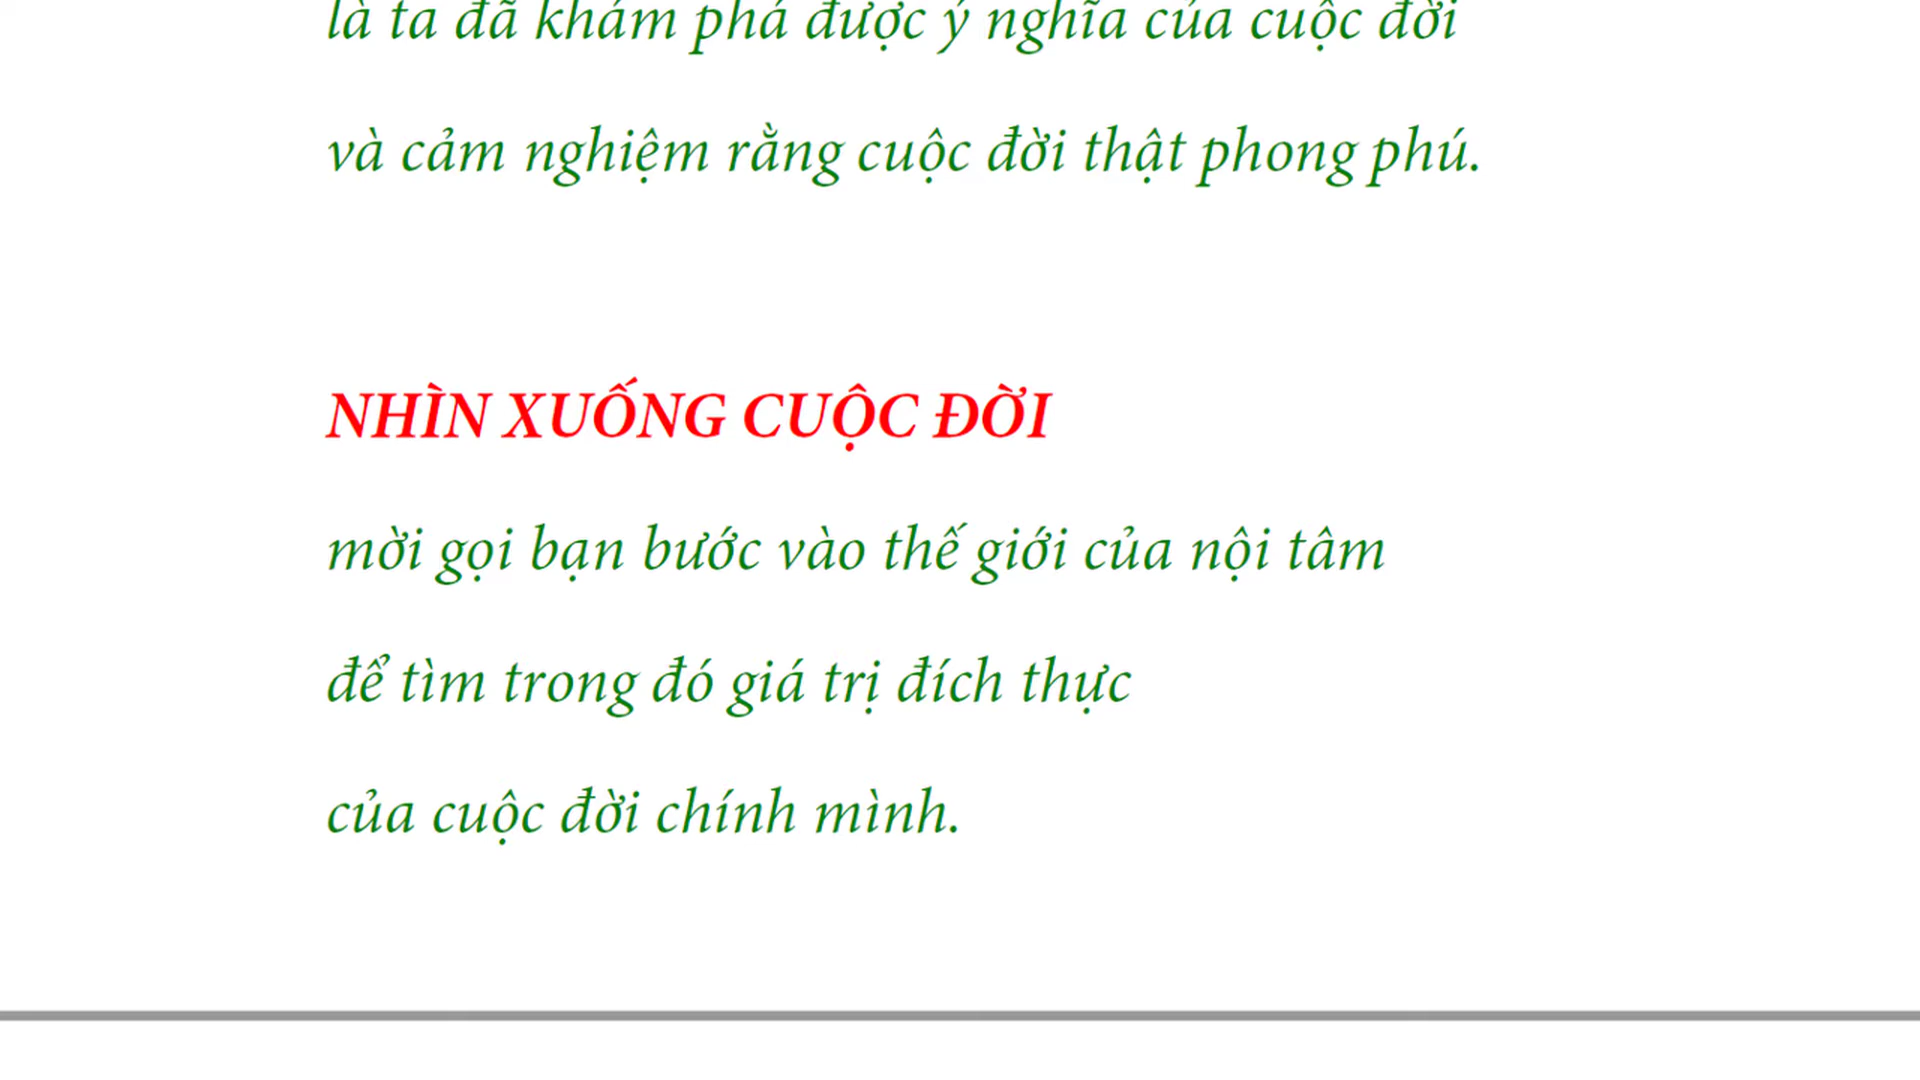 là ta đã khám phá được ý nghĩa của cuộc đời
và cảm nghiệm rằng cuộc đời thật phong phú.
NHÌN XUỐNG CUỘC ĐỜI
mời gọi bạn bước vào thế giới của nội tâm
để tìm trong đó giá trị đích thực
của cuộc đời chính mình.